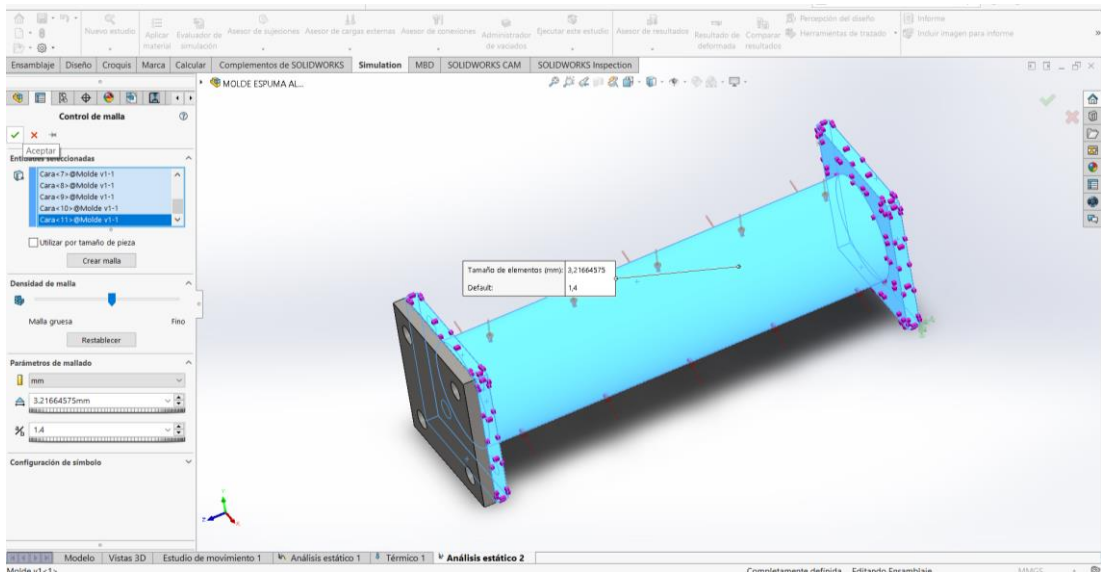 Nuevo estudio
Aplicar material
Evaluador de simulación
Asesor de sujeciones
Asesor de cargas externas
Asesor de conexiones
Administrador de vaciados
Ejecutar este estudio
Asesor de resultados
Resultado de deformada
Comparar resultados
Percepción del diseño
Herramientas de trazado
Informe
Incluir imagen para informe
Ensamblaje Diseño Croquis Marca Calcular Complementos de SOLIDWORKS Simulation MBD SOLIDWORKS CAM SOLIDWORKS Inspection
MOLDE ESPUMA AL...
Control de malla
Aceptar
Entidades seleccionadas
Cara<7>@Molde v1-1
Cara<8>@Molde v1-1
Cara<9>@Molde v1-1
Cara<10>@Molde v1-1
Cara<11>@Molde v1-1
Utilizar por tamaño de pieza
Crear malla
Densidad de malla
Malla gruesa Fino
Restablecer
Parámetros de mallado
mm
3.21664575mm
1.4
Configuración de símbolo
Tamaño de elementos (mm): 3,21664575
Default: 1,4
Modelo Vistas 3D Estudio de movimiento 1 Análisis estático 1 Térmico 1 Análisis estático 2
Molde v1<1>
Completamente definida Editando Ensamblaje MMGS